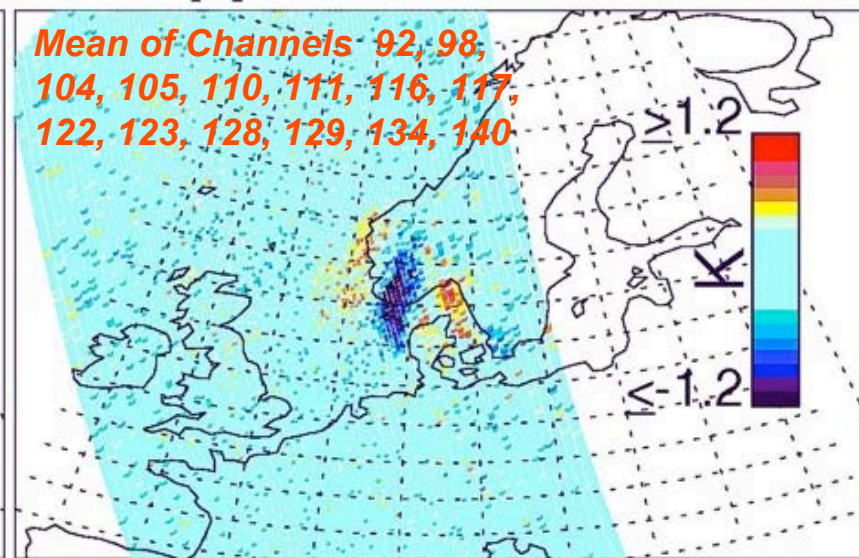 Mean of Channels 92, 98,
104, 105, 110, 111, 116, 117,
122, 123, 128, 129, 134, 140
≥1.2
K
≤-1.2